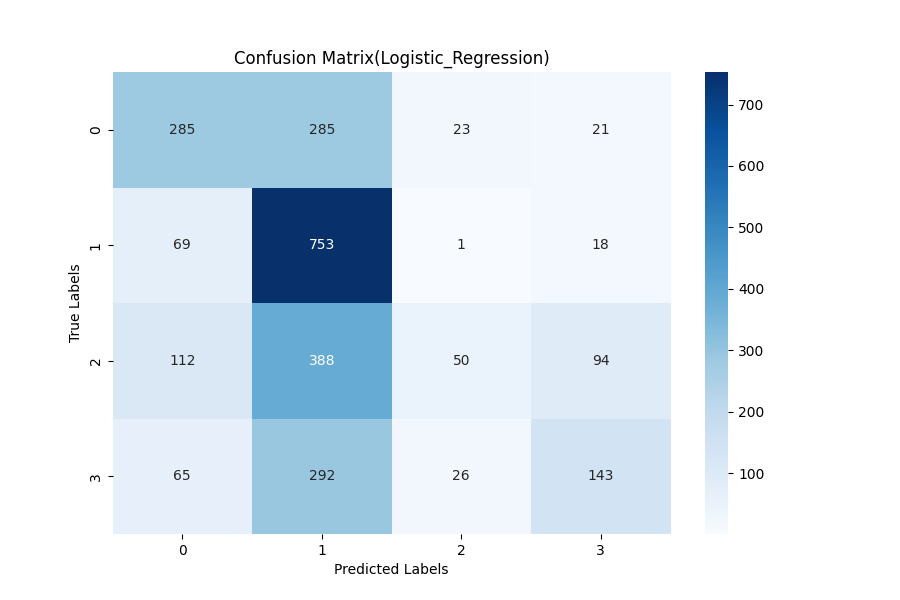 Confusion Matrix(Logistic_Regression)
True Labels
0 285 285 23 21
1 69 753 1 18
2 112 388 50 94
3 65 292 26 143
0 1 2 3
Predicted Labels
700
600
500
400
300
200
100